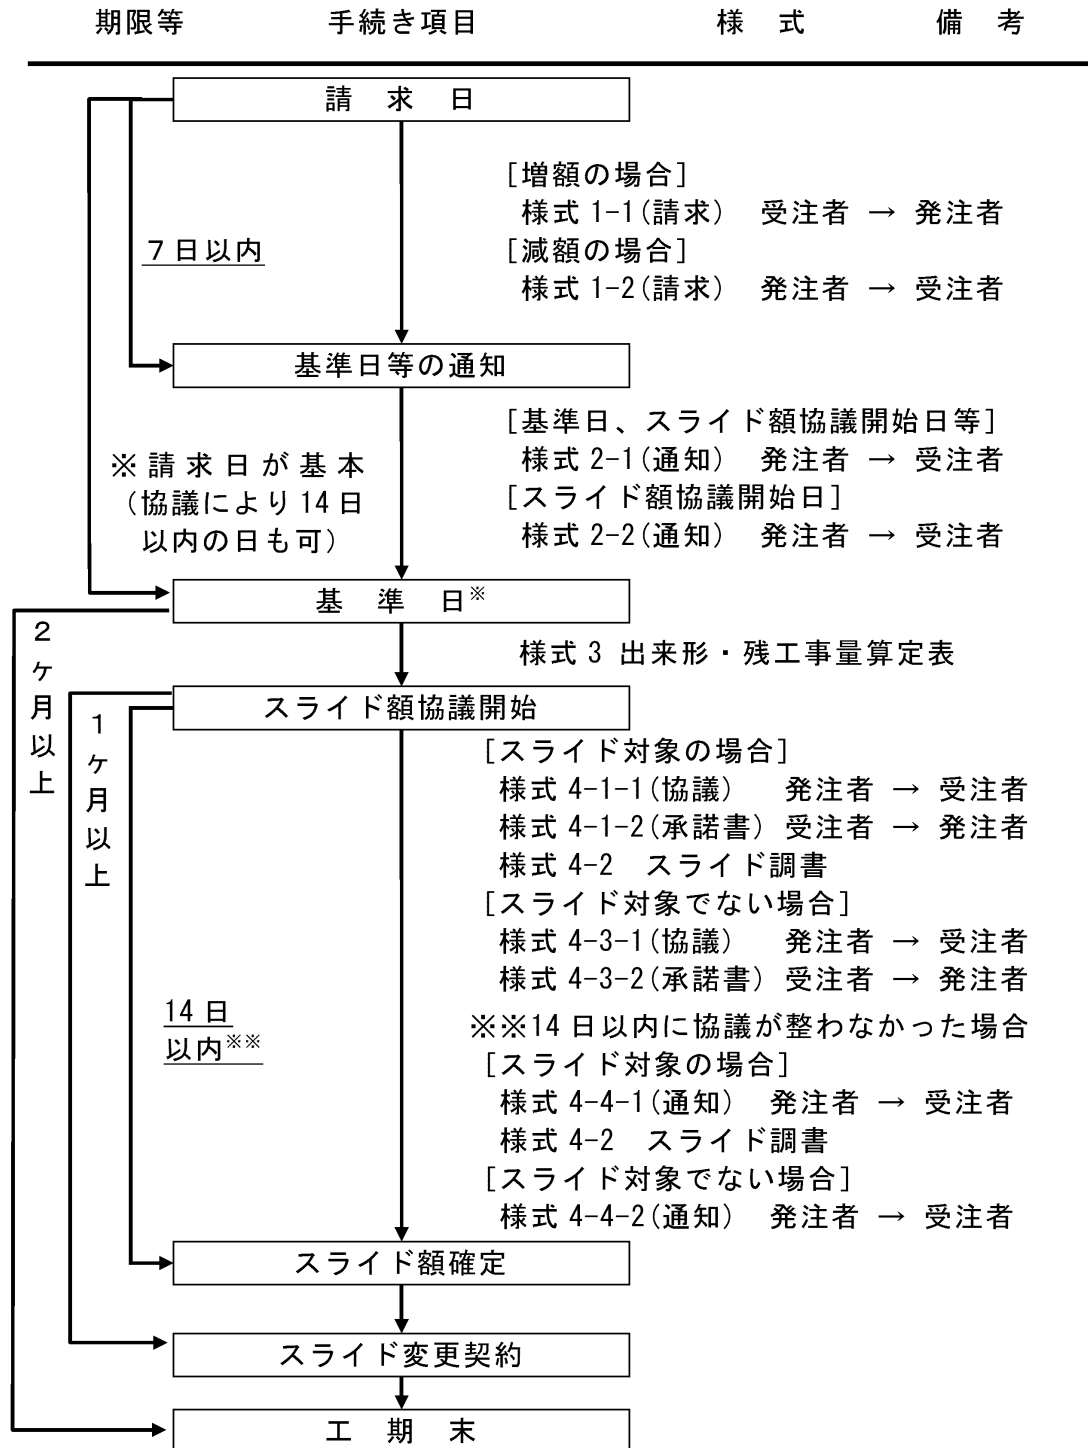 期限等　手続き項目　様　式　備　考
請　求　日
[増額の場合]
様式 1-1(請求)　受注者 → 発注者
７日以内
[減額の場合]
様式 1-2(請求)　発注者 → 受注者
基準日等の通知
[基準日、スライド額協議開始日等]
様式 2-1(通知)　発注者 → 受注者
[スライド額協議開始日]
様式 2-2(通知)　発注者 → 受注者
※請求日が基本
(協議により 14 日
以内の日も可)
基　準　日※
２ヶ月以上
様式 3 出来形・残工事量算定表
スライド額協議開始
１ヶ月以上
[スライド対象の場合]
様式 4-1-1(協議)　発注者 → 受注者
様式 4-1-2(承諾書) 受注者 → 発注者
様式 4-2　スライド調書
[スライド対象でない場合]
様式 4-3-1(協議)　発注者 → 受注者
様式 4-3-2(承諾書) 受注者 → 発注者
14 日
以内※※
※※14 日以内に協議が整わなかった場合
[スライド対象の場合]
様式 4-4-1(通知)　発注者 → 受注者
様式 4-2　スライド調書
[スライド対象でない場合]
様式 4-4-2(通知)　発注者 → 受注者
スライド額確定
スライド変更契約
工　期　末